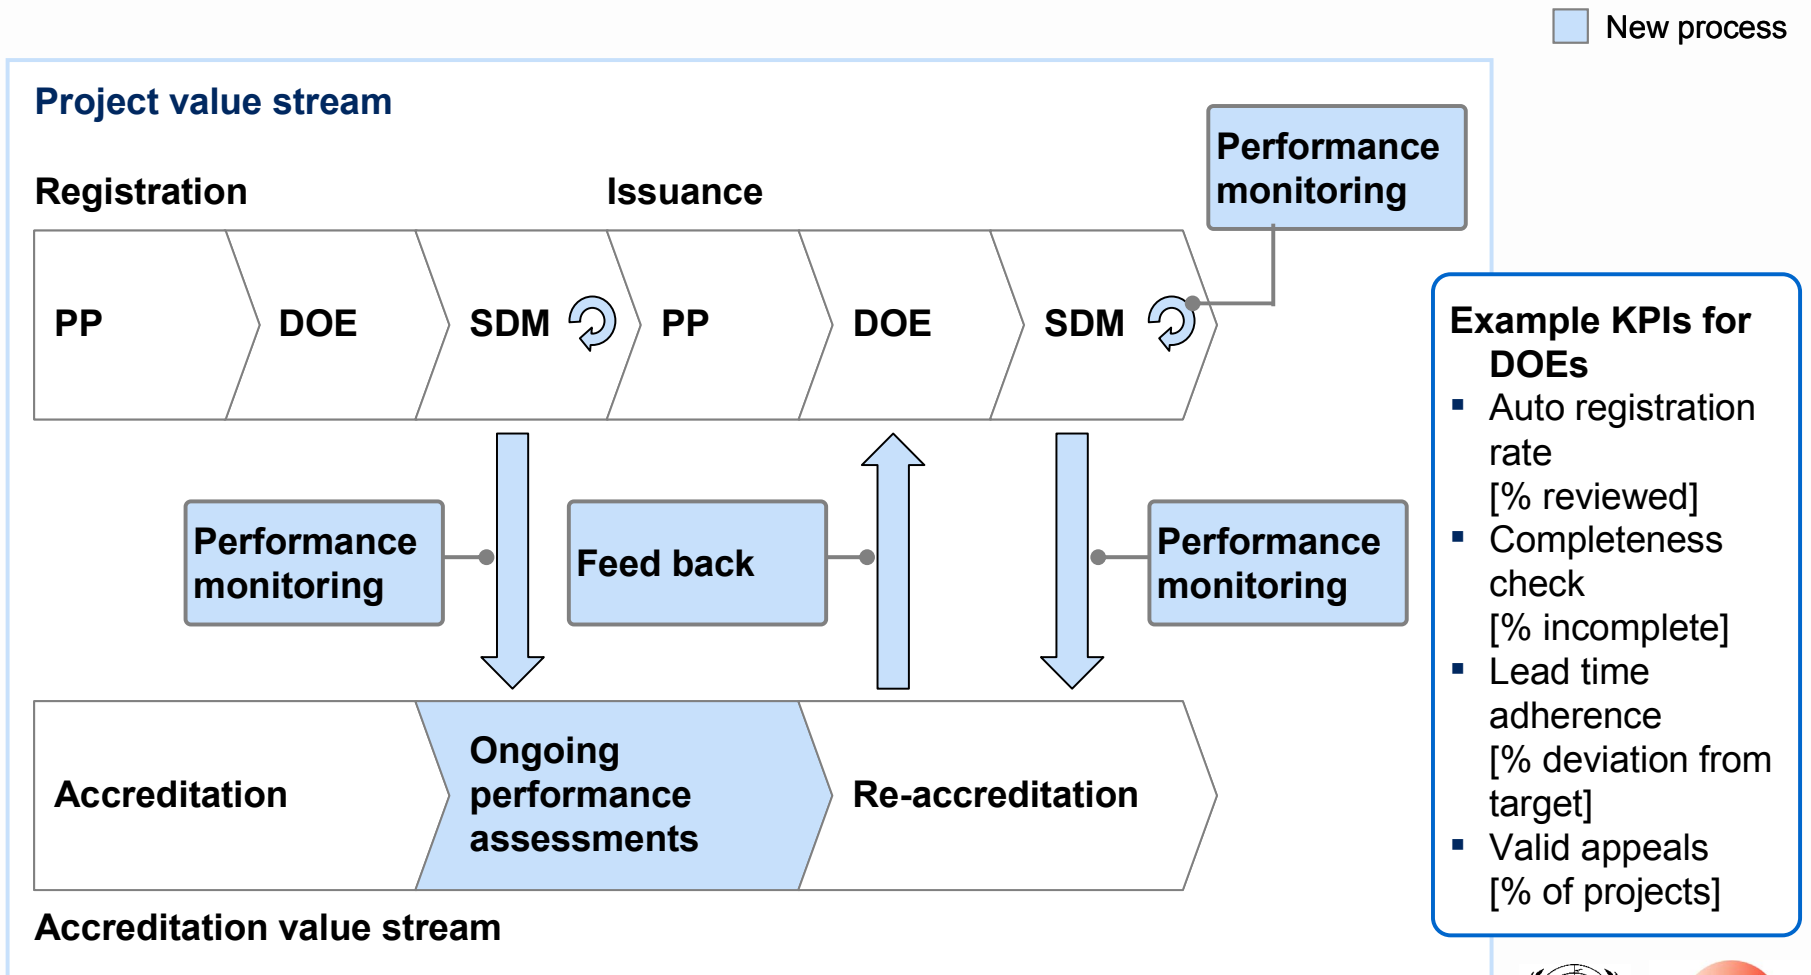 New process
Project value stream
Performance
monitoring
Registration
Issuance
PP
DOE
SDM
PP
DOE
SDM
Performance
monitoring
Feed back
Performance
monitoring
Accreditation
Ongoing
performance
assessments
Re-accreditation
Accreditation value stream
Example KPIs for
DOEs
▪ Auto registration
rate
[% reviewed]
▪ Completeness
check
[% incomplete]
▪ Lead time
adherence
[% deviation from
target]
▪ Valid appeals
[% of projects]